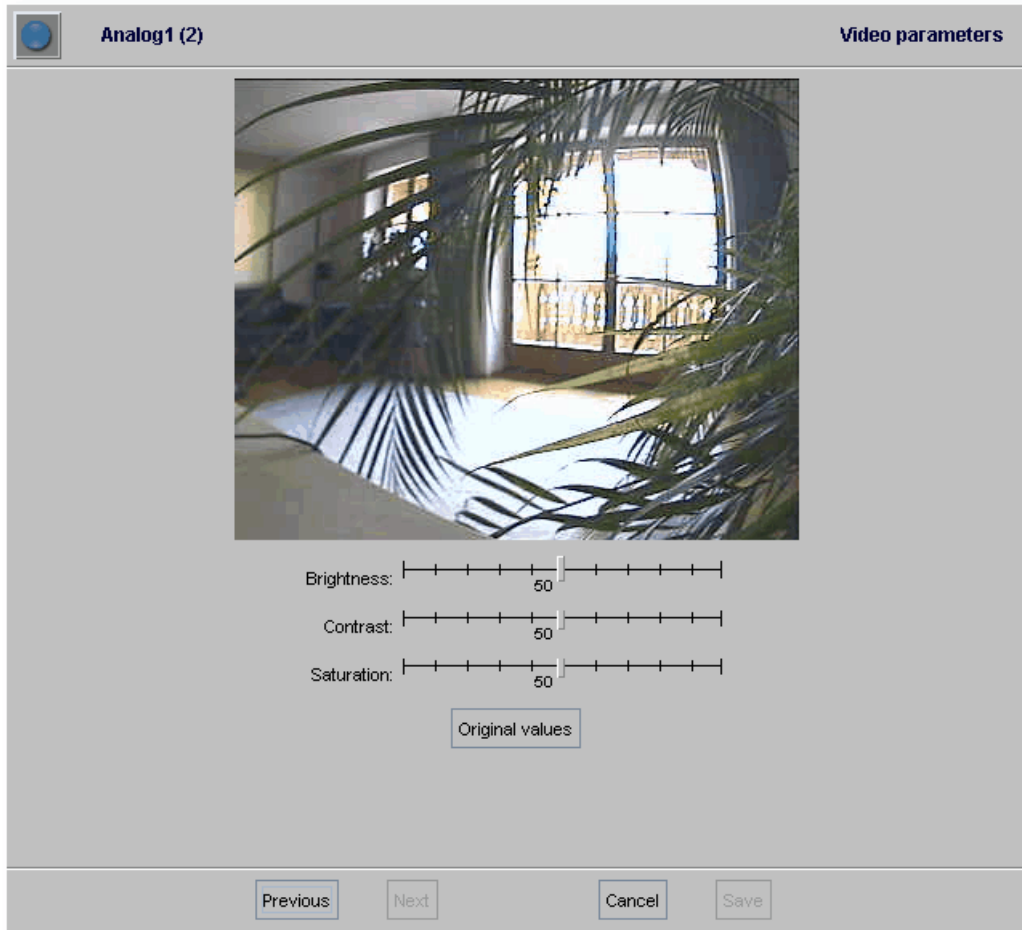 Analog1 (2) Video parameters
Brightness:
50
Contrast:
50
Saturation:
50
Original values
Previous Next Cancel Save